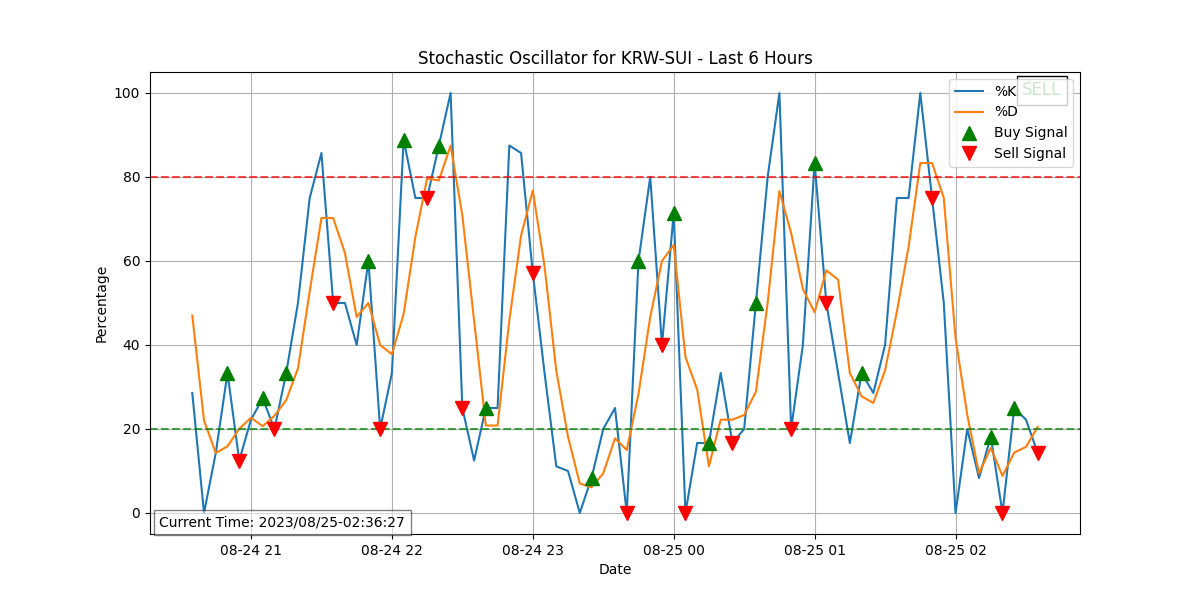 Stochastic Oscillator for KRW-SUI - Last 6 Hours
100
80
60
40
20
0
Percentage
%K
SELL
%D
Buy Signal
Sell Signal
Current Time: 2023/08/25-02:36:27
08-24 21
08-24 22
08-24 23
08-25 00
08-25 01
08-25 02
Date